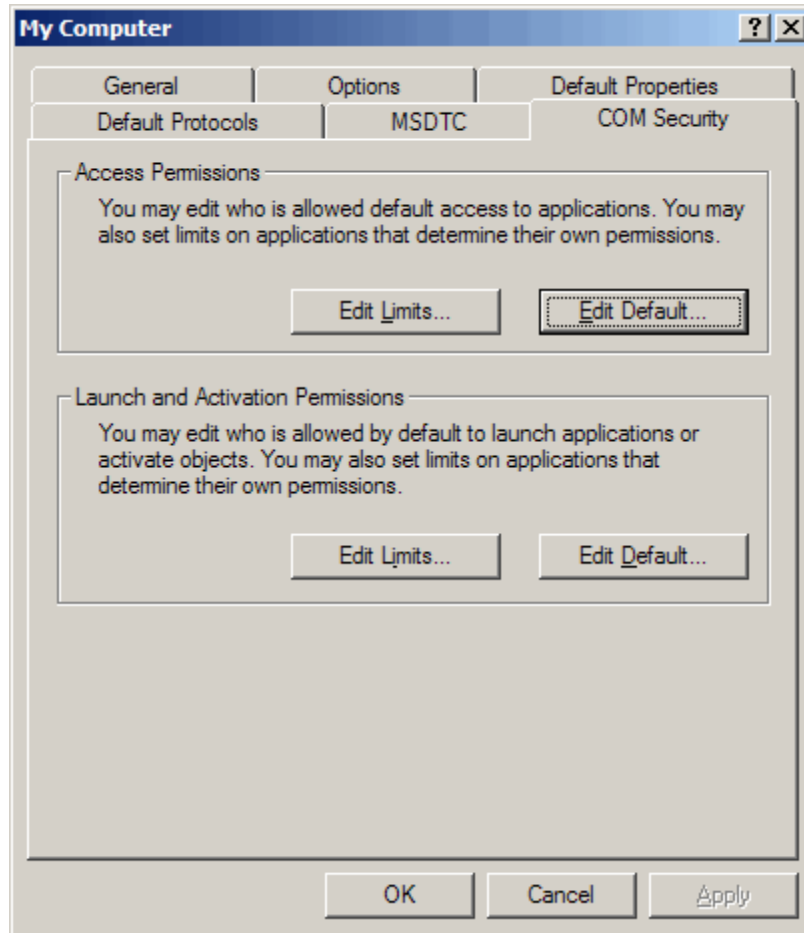 My Computer
General Options Default Properties
Default Protocols MSDTC COM Security
Access Permissions
You may edit who is allowed default access to applications. You may
also set limits on applications that determine their own permissions.
Edit Limits... Edit Default...
Launch and Activation Permissions
You may edit who is allowed by default to launch applications or
activate objects. You may also set limits on applications that
determine their own permissions.
Edit Limits... Edit Default...
OK Cancel Apply